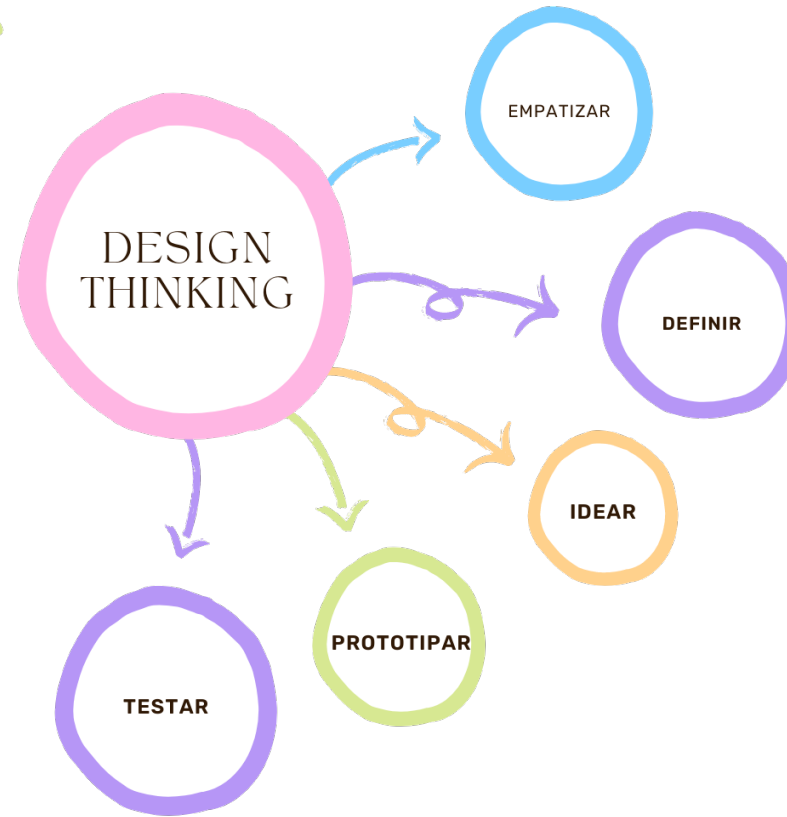 DESIGN
THINKING
EMPATIZAR
DEFINIR
IDEAR
PROTOTIPAR
TESTAR